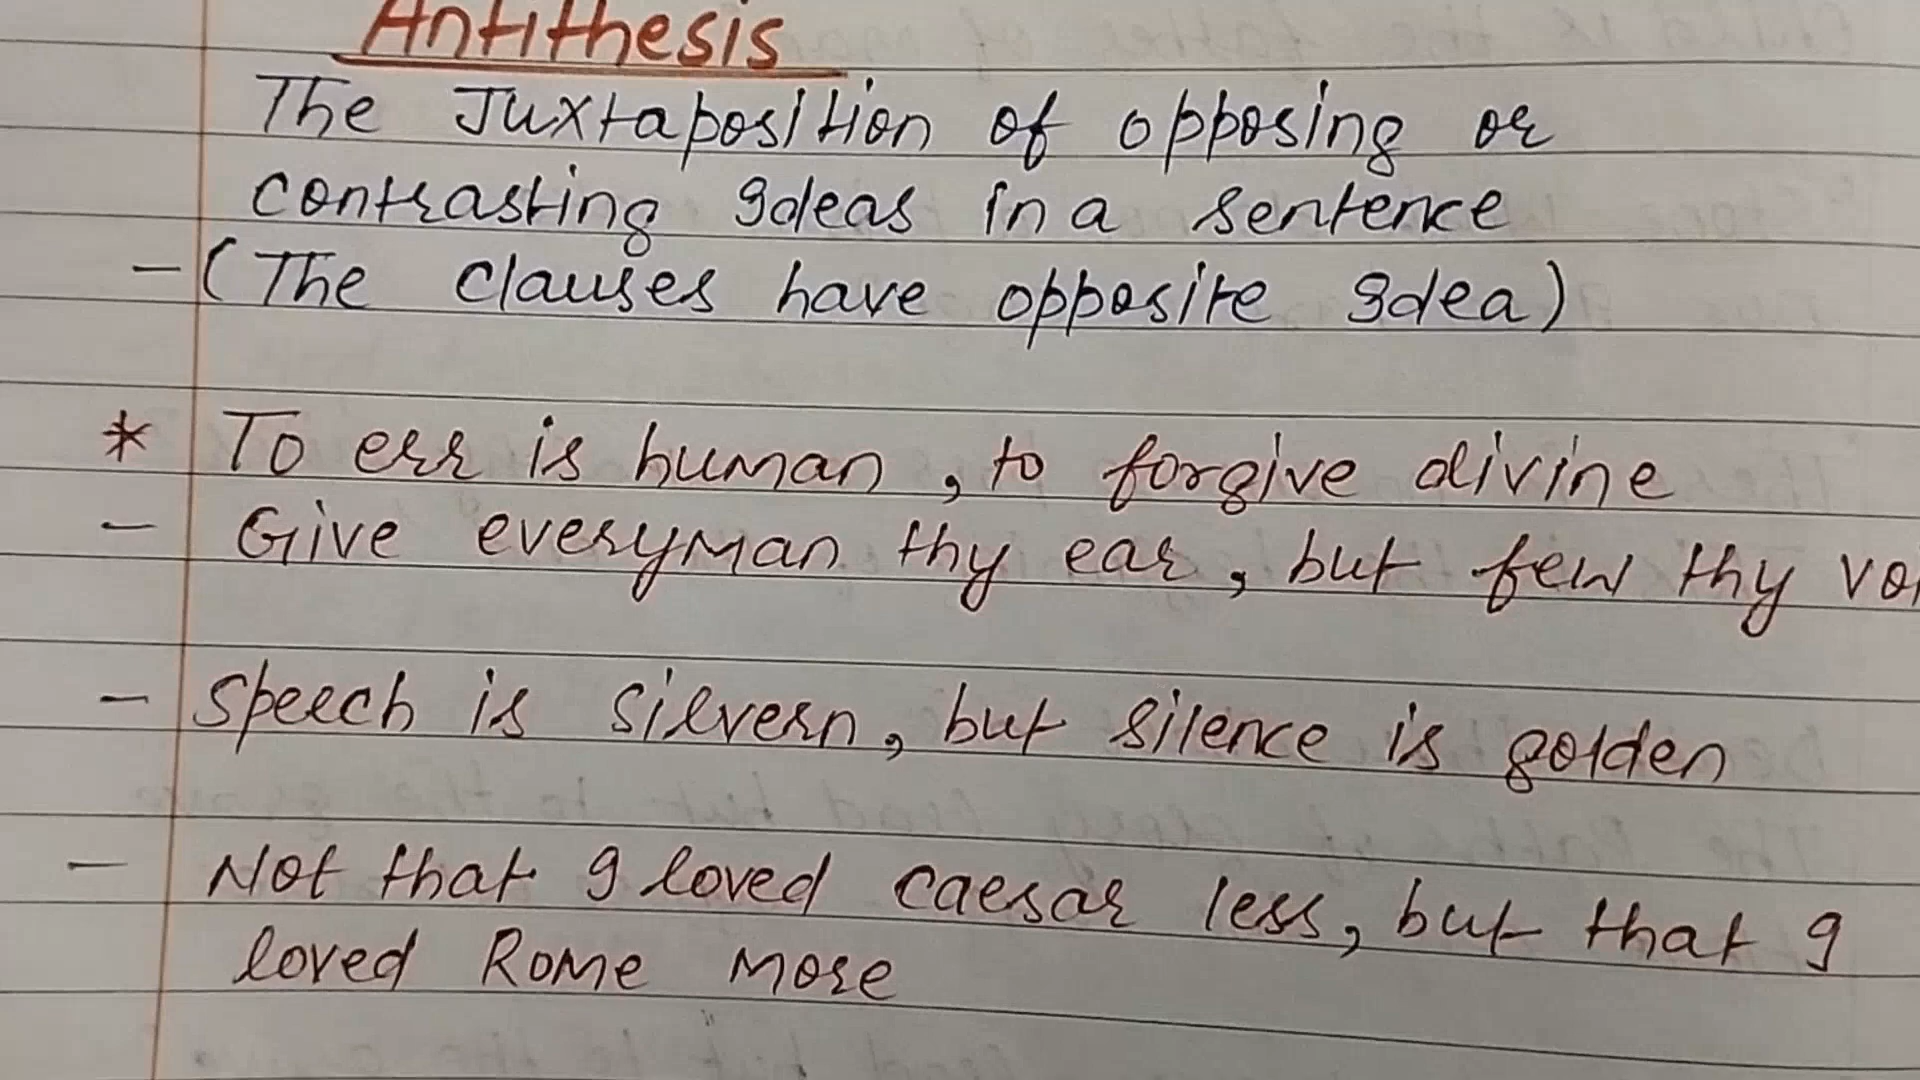 Antithesis
The Juxtaposition of opposing or
contrasting Ideas in a sentence
- (The clauses have opposite Idea)
* To err is human, to forgive divine
- Give everyman thy ear, but few thy
- Speech is silvern, but silence is golden
- Not that I loved caesar less, but that I
loved Rome more